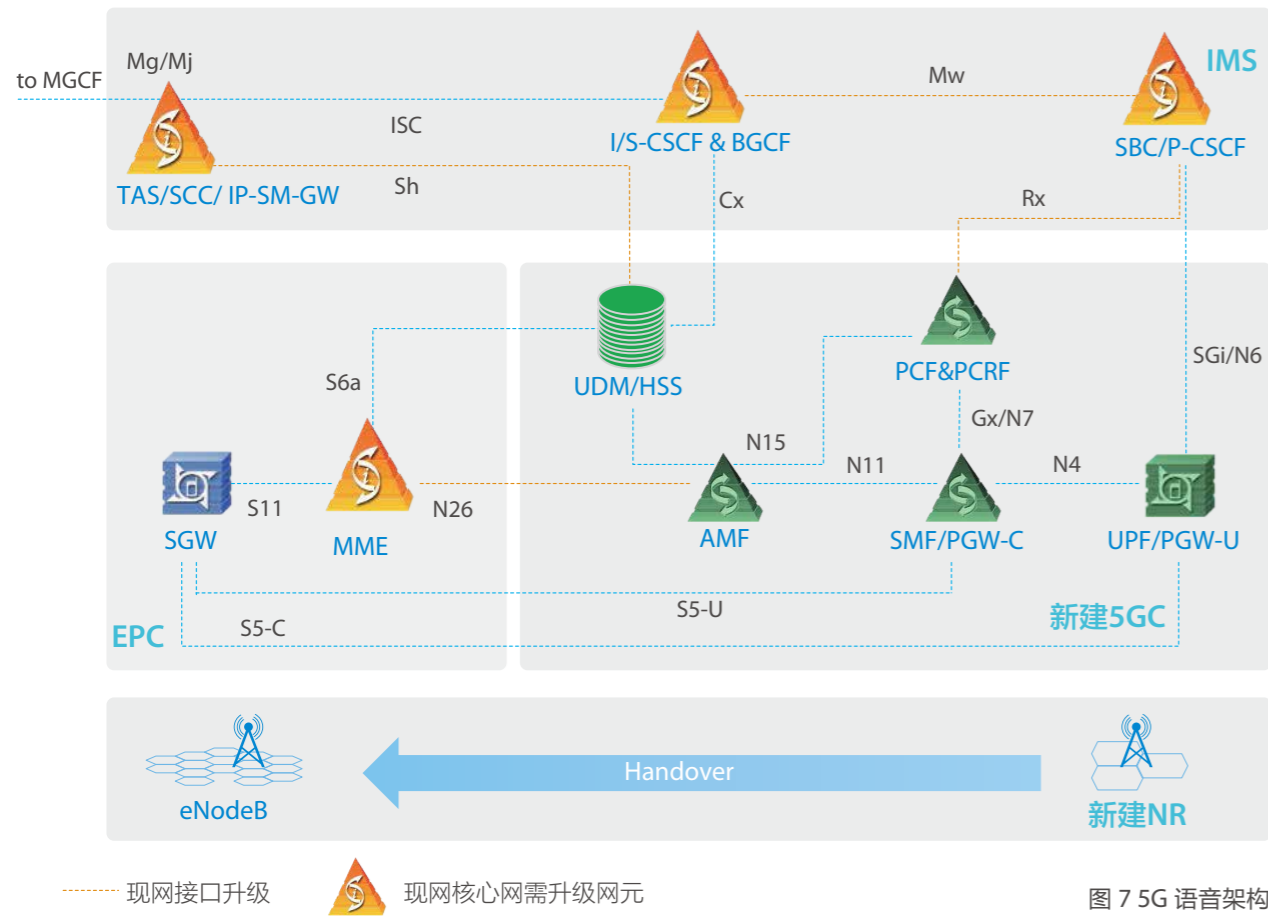 Mg/Mj
IMS
to MGCF
Mw
ISC
I/S-CSCF & BGCF
SBC/P-CSCF
TAS/SCC/ IP-SM-GW
Sh
Cx
Rx
S6a
UDM/HSS
PCF&PCRF
SGi/N6
Gx/N7
N15
N11
N4
S11
N26
SGW
MME
AMF
SMF/PGW-C
UPF/PGW-U
S5-U
新建5GC
S5-C
EPC
Handover
eNodeB
新建NR
现网接口升级
现网核心网需升级网元
图 7 5G 语音架构